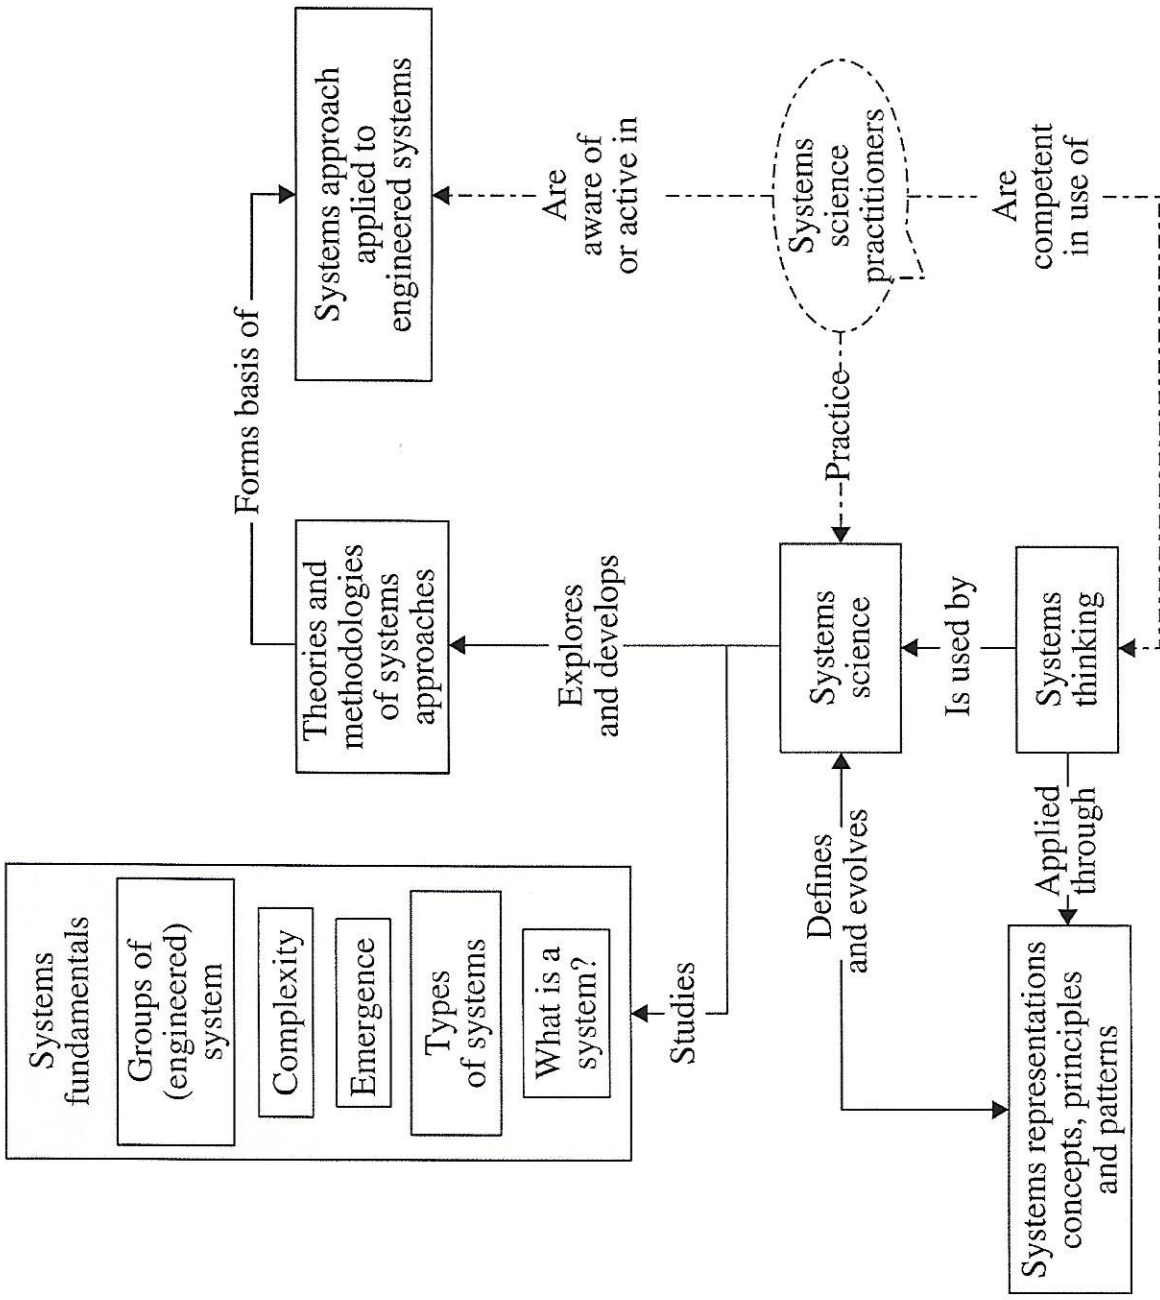 Systems
fundamentals
Groups of
(engineered)
system
Complexity
Emergence
Types
of systems
What is a
system?
Studies
Theories and
methodologies
of systems
approaches
Forms basis of
Systems approach
applied to
engineered systems
Explores
and develops
Are
aware of
or active in
Defines
and evolves
Systems
science
Practice
Systems
science
practitioners
Is used by
Are
competent
in use of
Systems representations
concepts, principles
and patterns
Applied
through
Systems
thinking